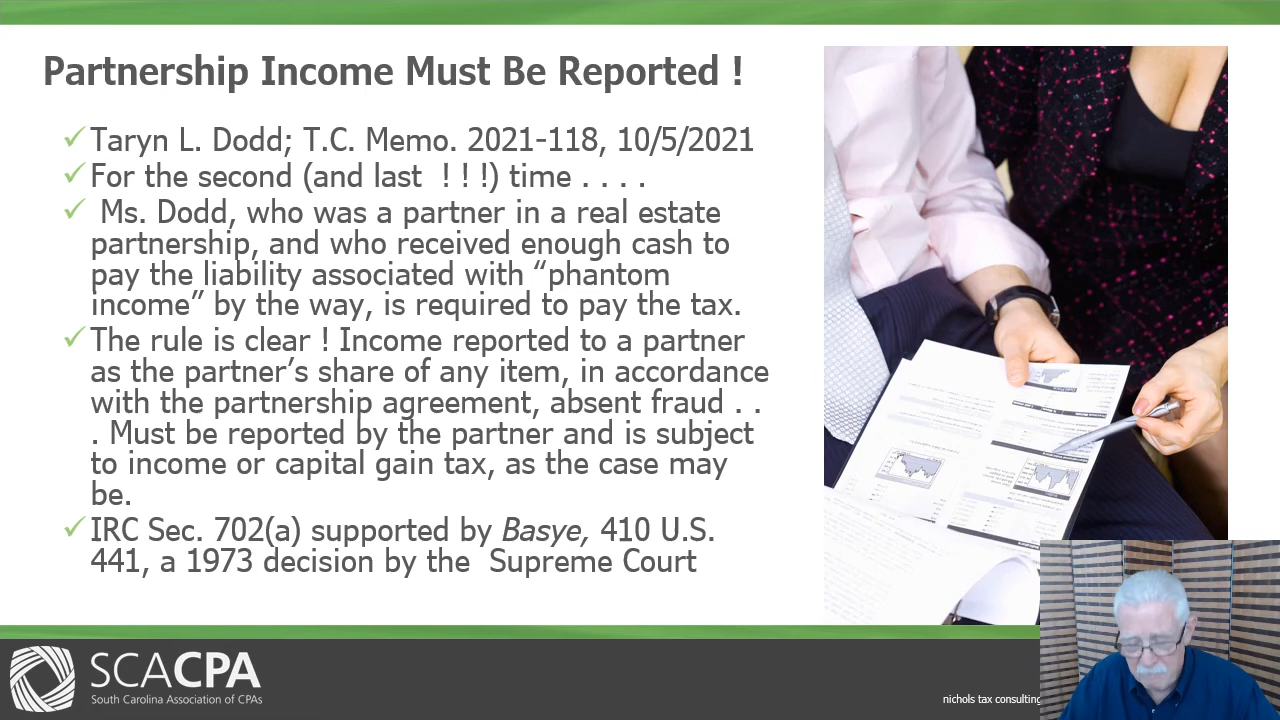 Partnership Income Must Be Reported !
Taryn L. Dodd; T.C. Memo. 2021-118, 10/5/2021
For the second (and last  ! ! !) time . . . .
Ms. Dodd, who was a partner in a real estate
partnership, and who received enough cash to
pay the liability associated with “phantom
income” by the way, is required to pay the tax.
The rule is clear ! Income reported to a partner
as the partner’s share of any item, in accordance
with the partnership agreement, absent fraud . .
. Must be reported by the partner and is subject
to income or capital gain tax, as the case may
be.
IRC Sec. 702(a) supported by Basye, 410 U.S.
441, a 1973 decision by the  Supreme Court
SCACPA
South Carolina Association of CPAs
nichols tax consulting